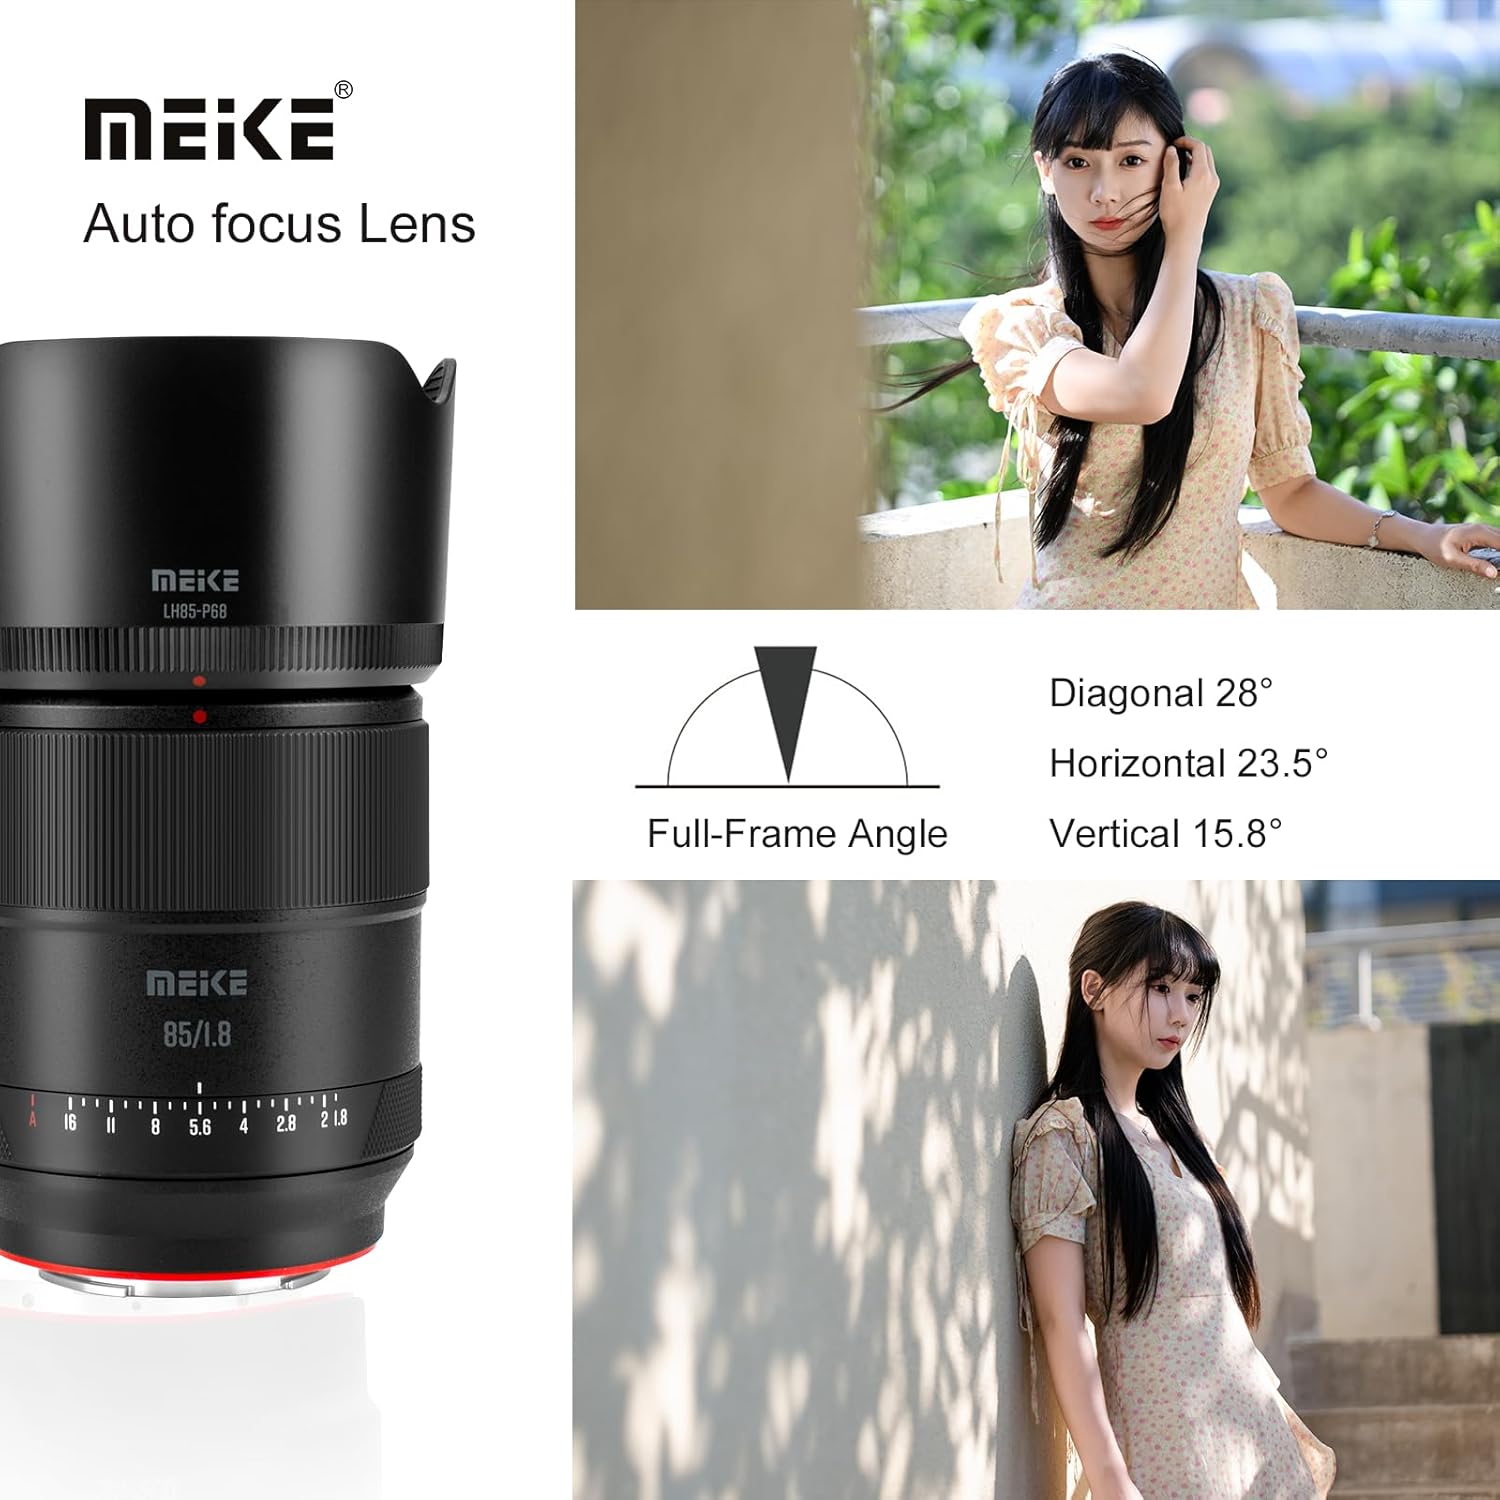 MEIKE®
Auto focus Lens
MEIKE
LH85-P68
MEIKE
85/1.8
A 16 11 8 5.6 4 2.8 2 1.8
Full-Frame Angle
Diagonal 28°
Horizontal 23.5°
Vertical 15.8°